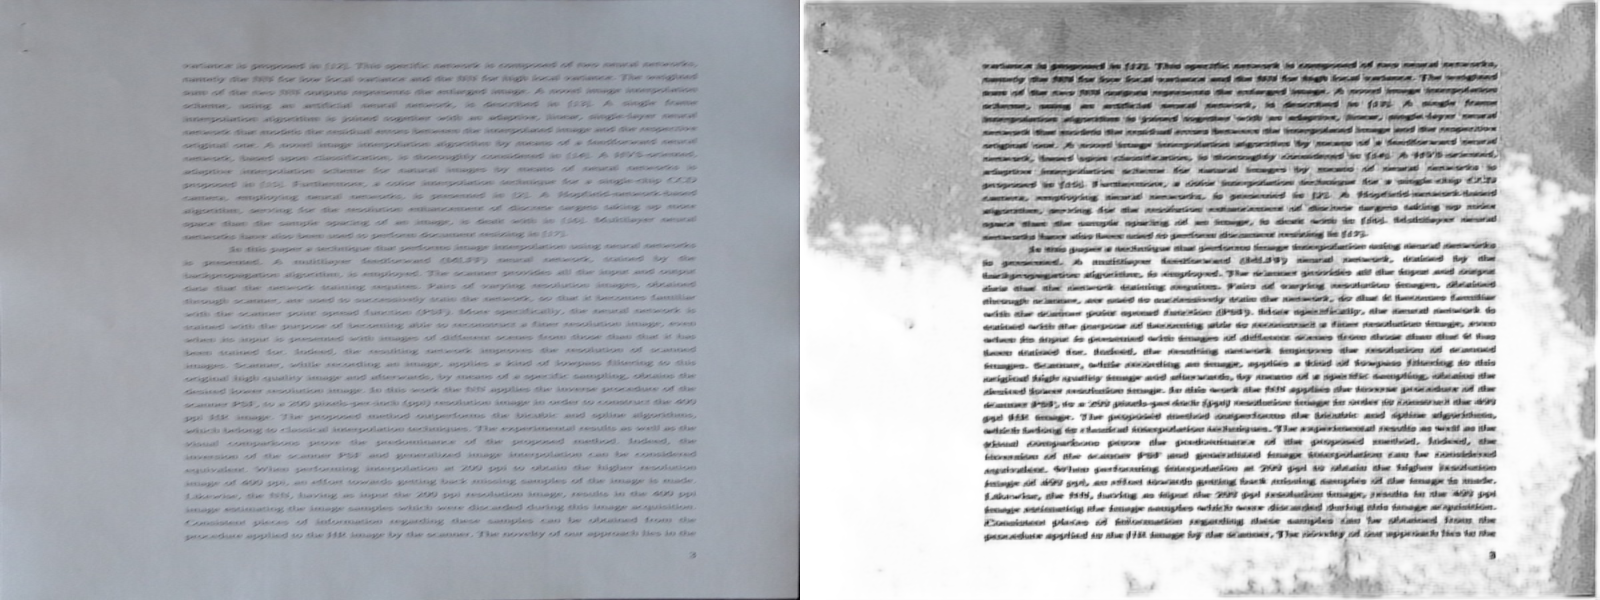 variance is proposed in [12]. This specific network is composed of two neural networks,
namely the NN for low local variance and the NN for high local variance. The weighted
sum of the two NN outputs represents the enlarged image. A novel image interpolation
scheme, using an artificial neural network, is described in [13]. A single frame
interpolation algorithm is joined together with an adaptive, linear, single-layer neural
network that models the residual errors between the interpolated image and the respective
original one. A novel image interpolation algorithm by means of a feedforward neural
network, based upon classification, is thoroughly considered in [14]. A HVS-oriented,
adaptive interpolation scheme for natural images by means of neural networks is
proposed in [15]. Furthermore, a color interpolation technique for a single-chip CCD
camera, employing neural networks, is presented in [2]. A Hopfield-network-based
algorithm, serving for the resolution enhancement of discrete targets taking up more
space than the sample spacing of an image, is dealt with in [16]. Multilayer neural
networks have also been used to perform document resizing in [17].
In this paper a technique that performs image interpolation using neural networks
is presented. A multilayer feedforward (MLFF) neural network, trained by the
backpropagation algorithm, is employed. The scanner provides all the input and output
data that the network training requires. Pairs of varying resolution images, obtained
through scanner, are used to successively train the network, so that it becomes familiar
with the scanner point spread function (PSF). More specifically, the neural network is
trained with the purpose of becoming able to reconstruct a finer resolution image, even
when its input is presented with images of different scenes from those than that it has
been trained for. Indeed, the resulting network improves the resolution of scanned
images. Scanner, while recording an image, applies a kind of lowpass filtering to this
original high quality image and afterwards, by means of a specific sampling, obtains the
desired lower resolution image. In this work the NN applies the inverse procedure of the
scanner PSF, to a 200 pixels-per-inch (ppi) resolution image in order to construct the 400
ppi HR image. The proposed method outperforms the bicubic and spline algorithms,
which belong to classical interpolation techniques. The experimental results as well as the
visual comparisons prove the predominance of the proposed method. Indeed, the
inversion of the scanner PSF and generalized image interpolation can be considered
equivalent. When performing interpolation at 200 ppi to obtain the higher resolution
image of 400 ppi, an effort towards getting back missing samples of the image is made.
Likewise, the NN, having as input the 200 ppi resolution image, results in the 400 ppi
image estimating the image samples which were discarded during this image acquisition.
Consistent pieces of information regarding these samples can be obtained from the
procedure applied to the HR image by the scanner. The novelty of our approach lies in the
3